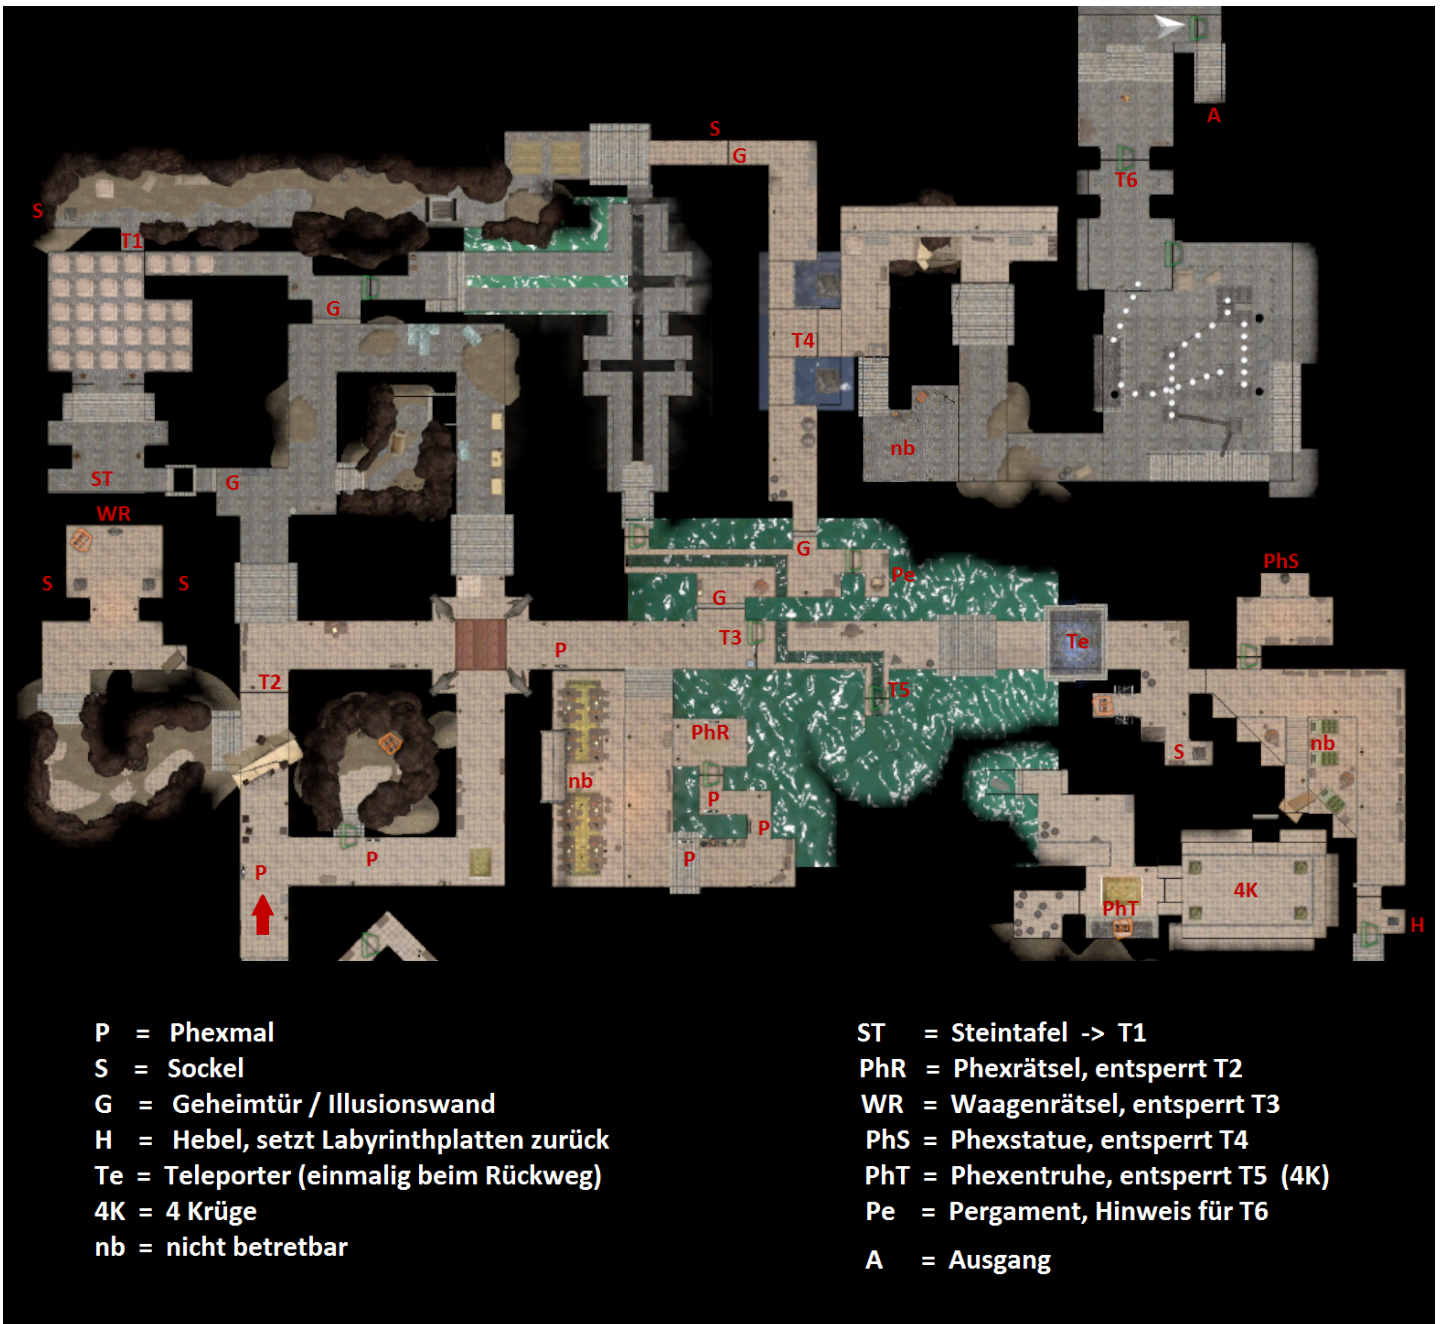 S
G
A
T6
S
T1
G
T4
nb
ST
G
WR
G
PhS
S
S
Pe
G
T3
P
Te
T2
T5
PhR
S
nb
nb
P
P
P
P
P
4K
PhT
H
P = Phexmal
S = Sockel
G = Geheimtür / Illusionswand
H = Hebel, setzt Labyrinthplatten zurück
Te = Teleporter (einmalig beim Rückweg)
4K = 4 Krüge
nb = nicht betretbar
ST = Steintafel -> T1
PhR = Phexrätsel, entsperrt T2
WR = Waagenrätsel, entsperrt T3
PhS = Phexstatue, entsperrt T4
PhT = Phexentruhe, entsperrt T5 (4K)
Pe = Pergament, Hinweis für T6
A = Ausgang